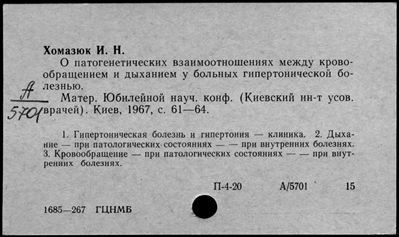 Хомазюк И. Н.
О патогенетических взаимоотношениях между крово-
обращением и дыханием у больных гипертонической бо-
лезнью.
А
5701
Матер. Юбилейной науч. конф. (Киевский ин-т усов.
врачей). Киев, 1967, с. 61—64.
1. Гипертоническая болезнь и гипертония — клиника. 2. Дыха-
ние — при патологических состояниях — — при внутренних болезнях.
3. Кровообращение — при патологических состояниях — — при внут-
ренних болезнях.
П-4-20 А/5701 15
1685—267 ГЦНМБ